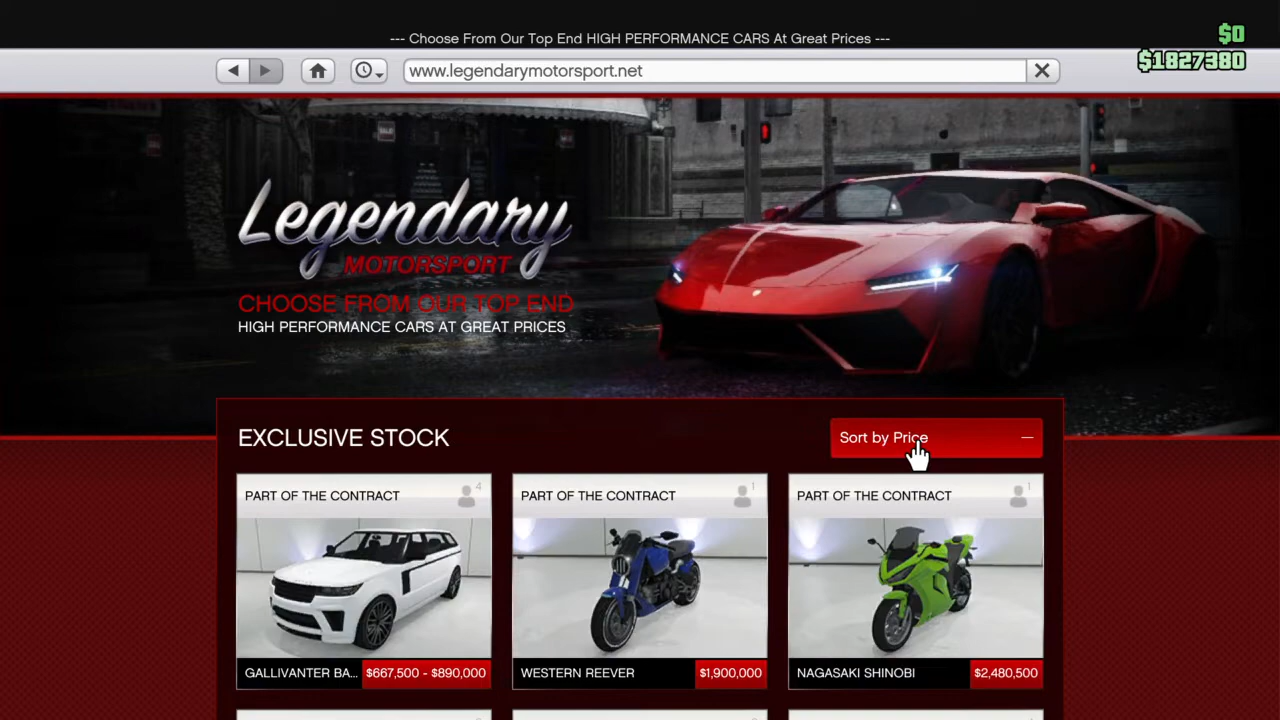 --- Choose From Our Top End HIGH PERFORMANCE CARS At Great Prices ---
$0
$1827380
www.legendarymotorsport.net
Legendary
MOTORSPORT
CHOOSE FROM OUR TOP END
HIGH PERFORMANCE CARS AT GREAT PRICES
EXCLUSIVE STOCK
Sort by Price
PART OF THE CONTRACT 4
PART OF THE CONTRACT 1
PART OF THE CONTRACT 1
GALLIVANTER BA... $667,500 - $890,000
WESTERN REEVER $1,900,000
NAGASAKI SHINOBI $2,480,500